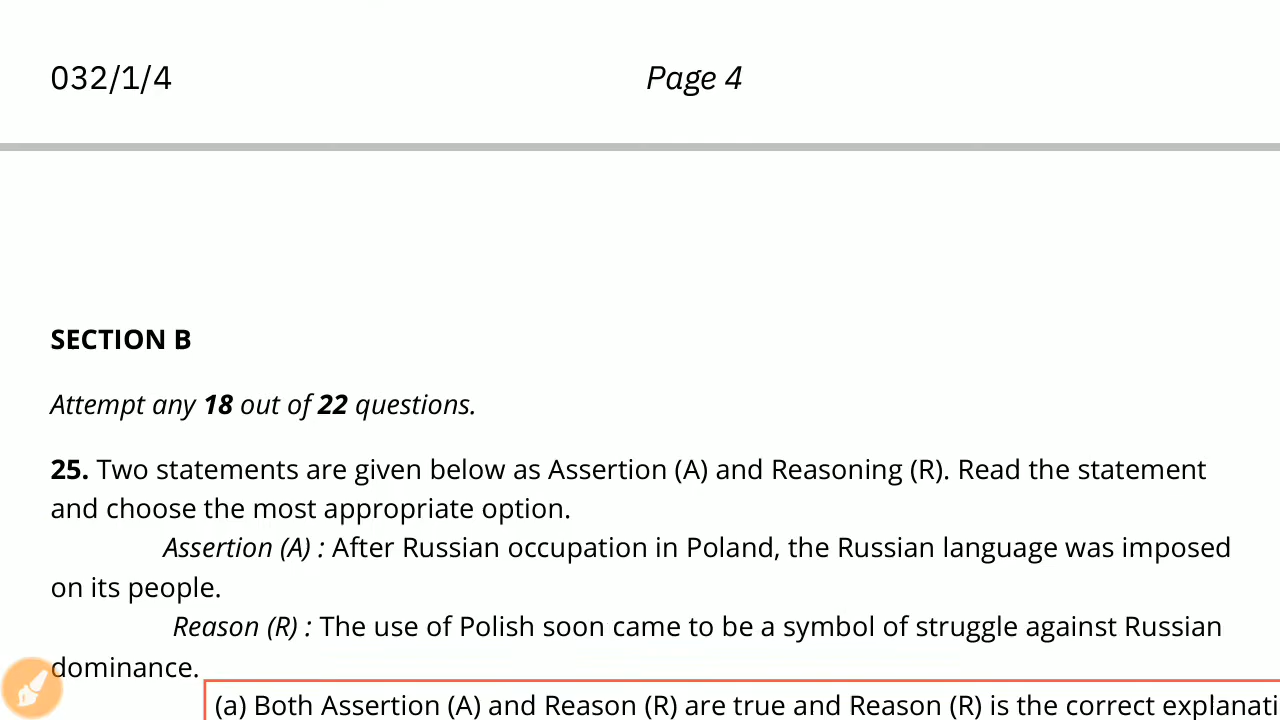 032/1/4 Page 4
SECTION B
Attempt any 18 out of 22 questions.
25. Two statements are given below as Assertion (A) and Reasoning (R). Read the statement
and choose the most appropriate option.
Assertion (A) : After Russian occupation in Poland, the Russian language was imposed
on its people.
Reason (R) : The use of Polish soon came to be a symbol of struggle against Russian
dominance.
(a) Both Assertion (A) and Reason (R) are true and Reason (R) is the correct explanati